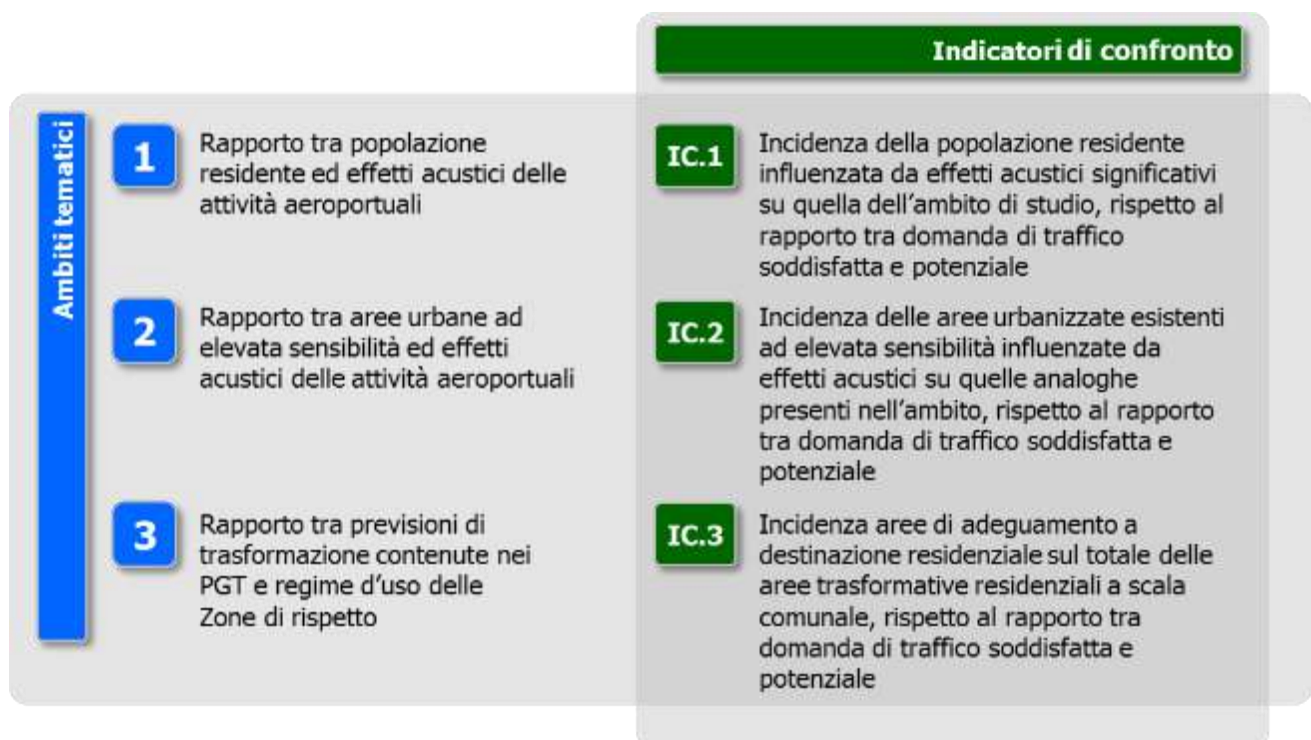 Indicatori di confronto
Ambiti tematici
1
Rapporto tra popolazione
residente ed effetti acustici delle
attività aeroportuali
IC.1
Incidenza della popolazione residente
influenzata da effetti acustici significativi
su quella dell'ambito di studio, rispetto al
rapporto tra domanda di traffico
soddisfatta e potenziale
2
Rapporto tra aree urbane ad
elevata sensibilità ed effetti
acustici delle attività aeroportuali
IC.2
Incidenza delle aree urbanizzate esistenti
ad elevata sensibilità influenzate da
effetti acustici su quelle analoghe
presenti nell'ambito, rispetto al rapporto
tra domanda di traffico soddisfatta e
potenziale
3
Rapporto tra previsioni di
trasformazione contenute nei
PGT e regime d'uso delle
Zone di rispetto
IC.3
Incidenza aree di adeguamento a
destinazione residenziale sul totale delle
aree trasformative residenziali a scala
comunale, rispetto al rapporto tra
domanda di traffico soddisfatta e
potenziale